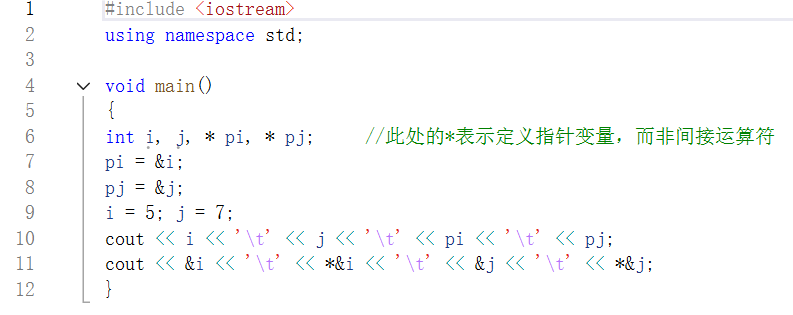 1 #include <iostream>
2 using namespace std;
3
4 void main()
5 {
6 int i, j, * pi, * pj;     //此处的*表示定义指针变量，而非间接运算符
7 pi = &i;
8 pj = &j;
9 i = 5; j = 7;
10 cout << i << '\t' << j << '\t' << pi << '\t' << pj;
11 cout << &i << '\t' << *&i << '\t' << &j << '\t' << *&j;
12 }